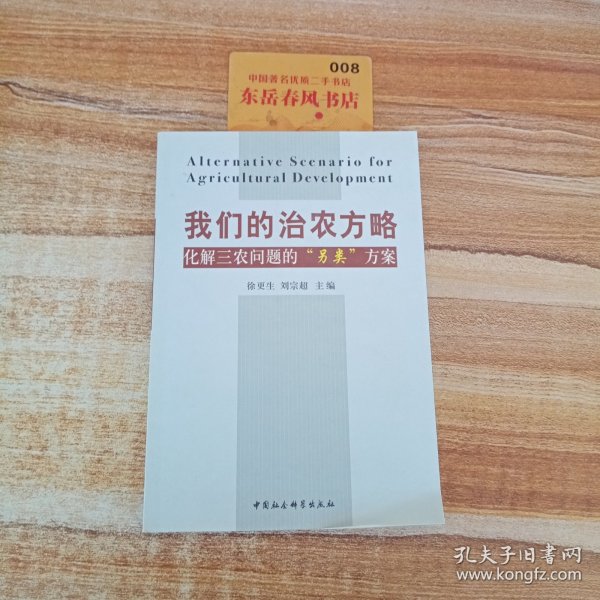 008
中国著名优质二手书店
东岳春风书店
Alternative Scenario for
Agricultural Development
我们的治农方略
化解三农问题的“另类”方案
徐更生 刘宗超 主编
中国社会科学出版社
孔夫子旧书网
www.kongfz.com